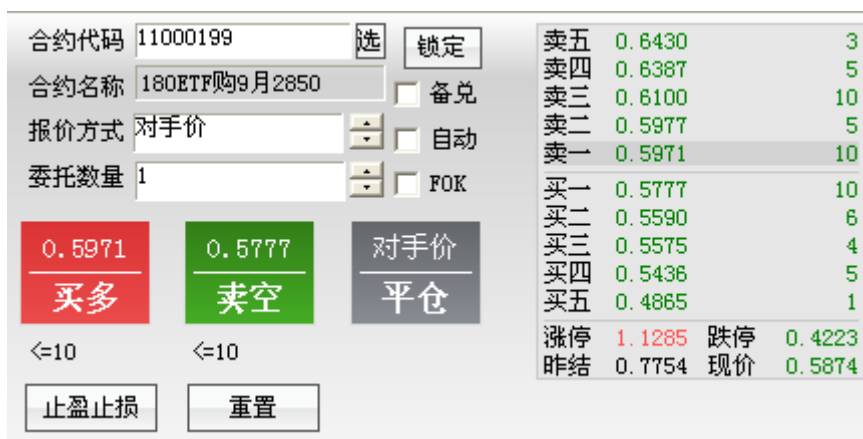 合约代码 11000199 选 锁定
合约名称 180ETF购9月2850 备兑
报价方式 对手价 自动
委托数量 1 FOK
0.5971 0.5777 对手价
买多 卖空 平仓
<=10 <=10
止盈止损 重置
卖五 0.6430 3
卖四 0.6387 5
卖三 0.6100 10
卖二 0.5977 5
卖一 0.5971 10
买一 0.5777 10
买二 0.5590 6
买三 0.5575 4
买四 0.5436 5
买五 0.4865 1
涨停 1.1285 跌停 0.4223
昨结 0.7754 现价 0.5874